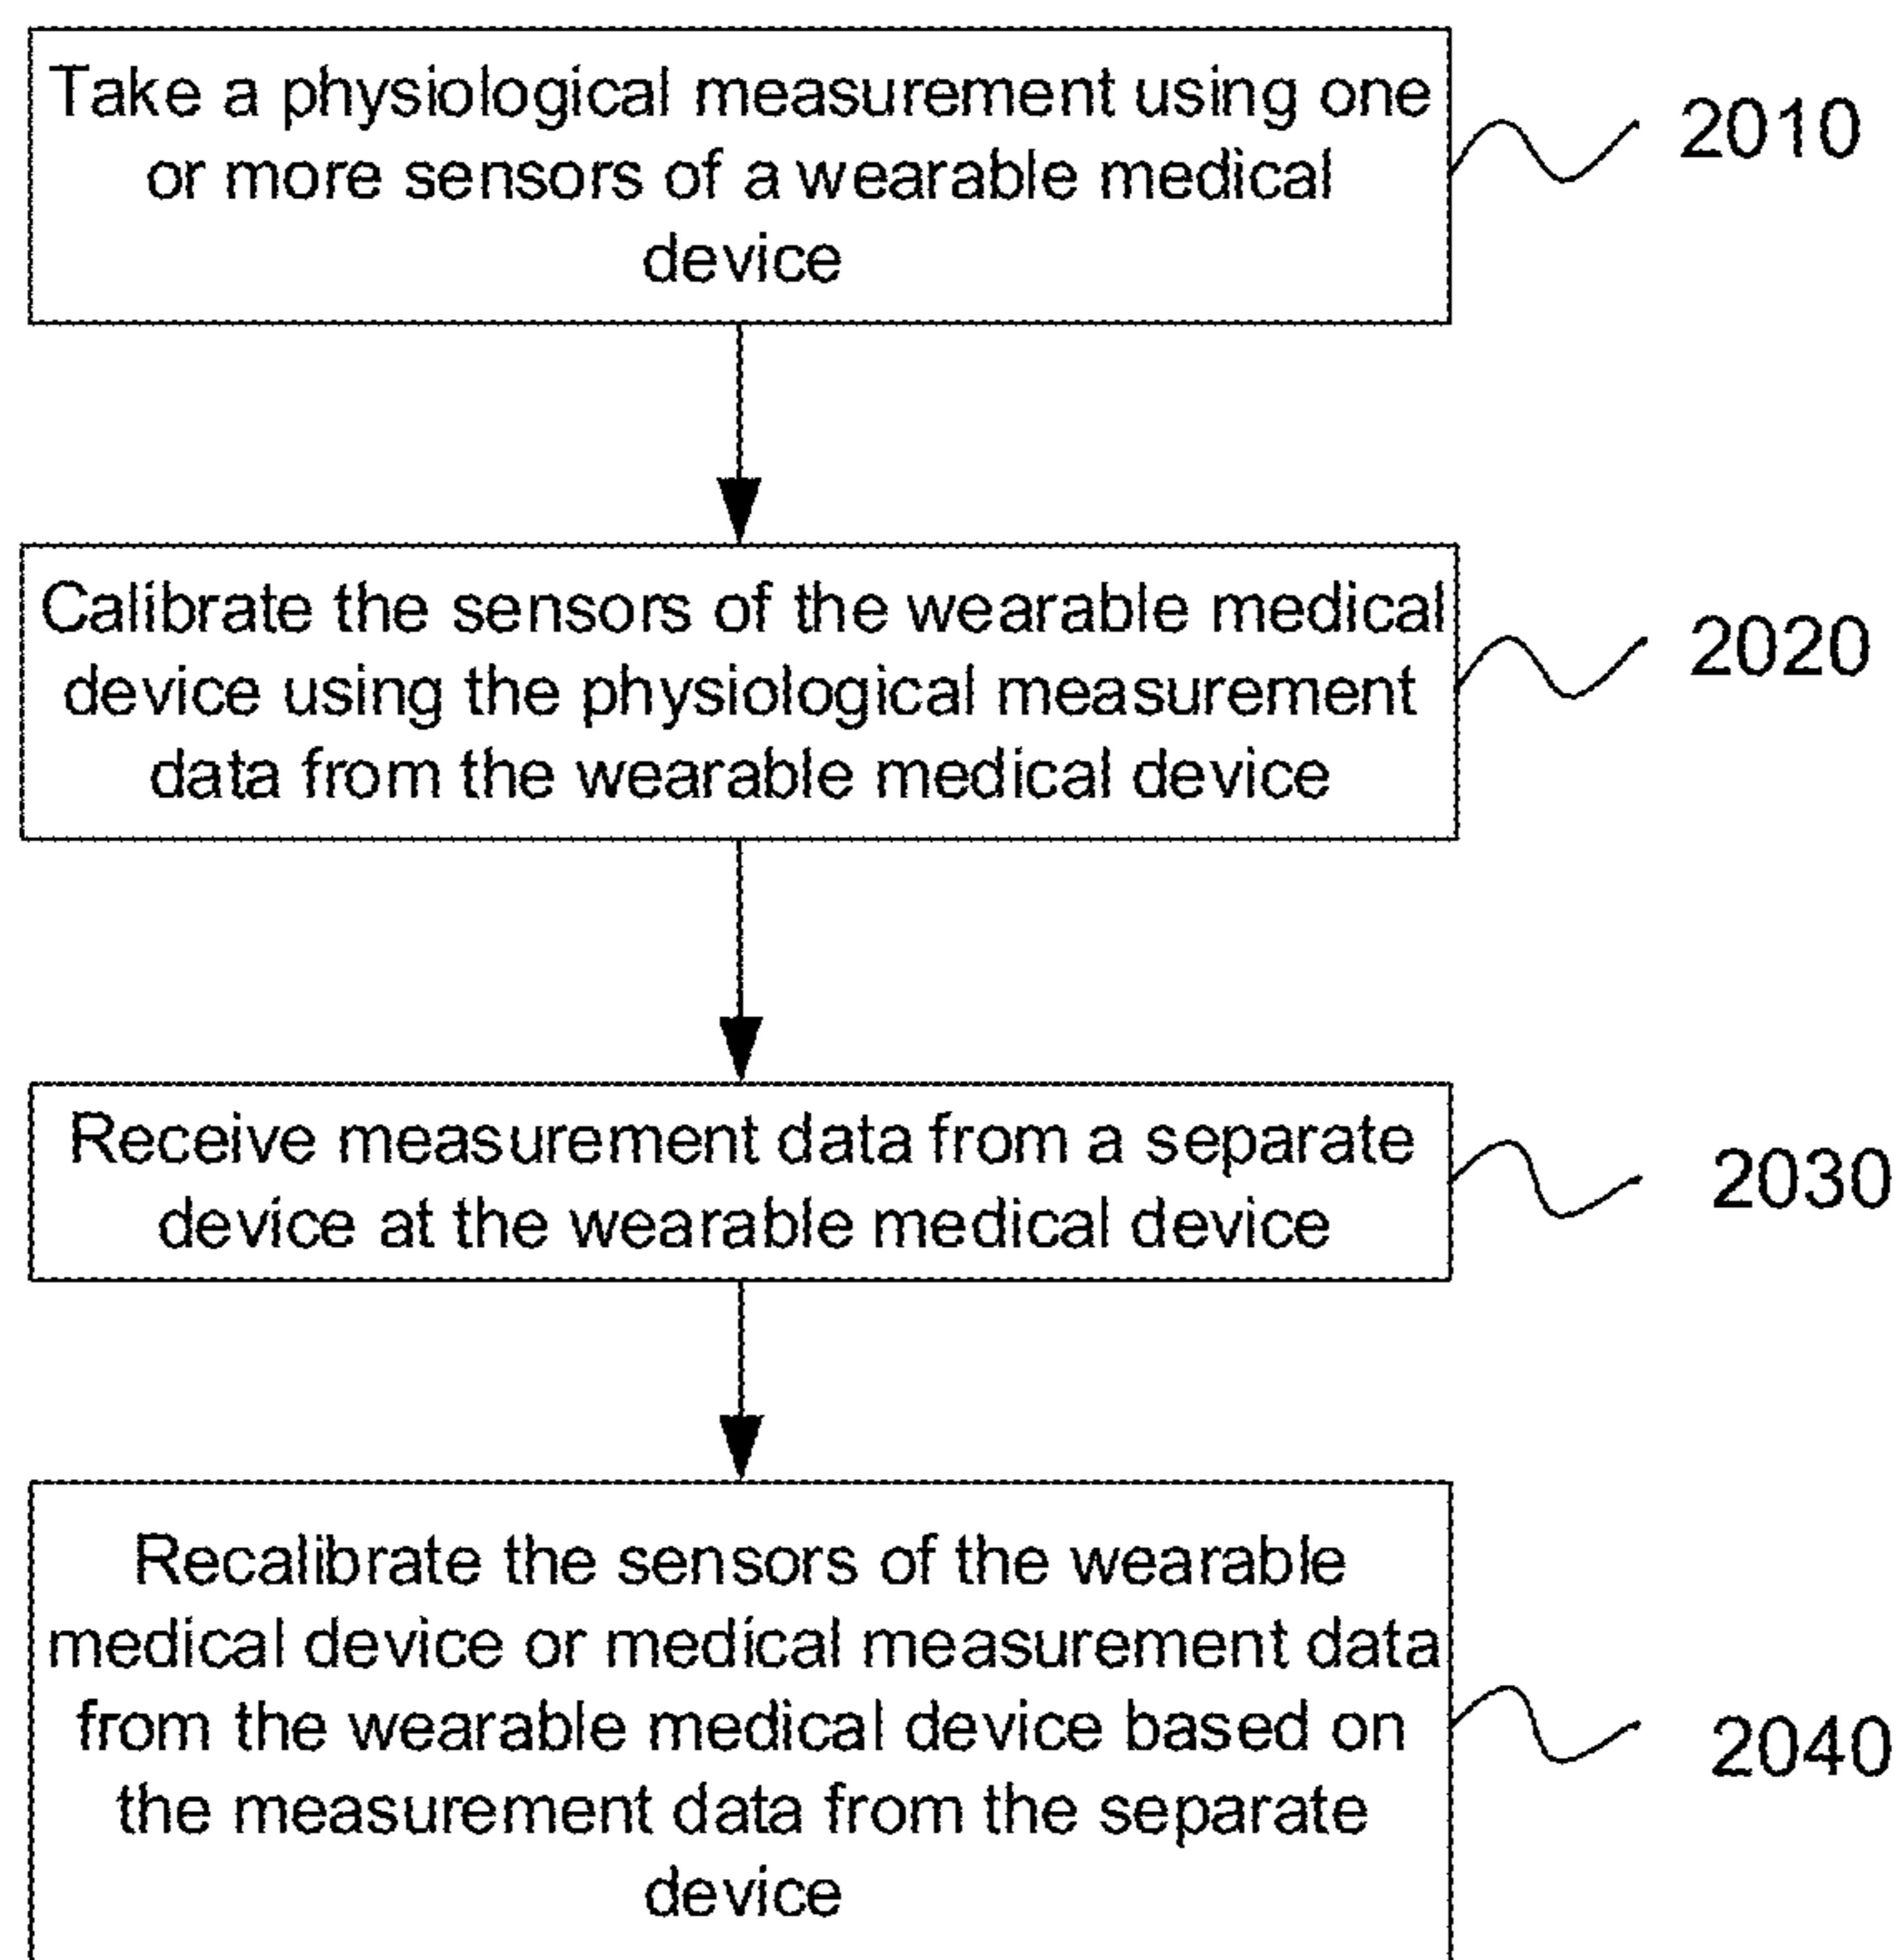 Take a physiological measurement using one
or more sensors of a wearable medical
device
2010
Calibrate the sensors of the wearable medical
device using the physiological measurement
data from the wearable medical device
2020
Receive measurement data from a separate
device at the wearable medical device
2030
Recalibrate the sensors of the wearable
medical device or medical measurement data
from the wearable medical device based on
the measurement data from the separate
device
2040